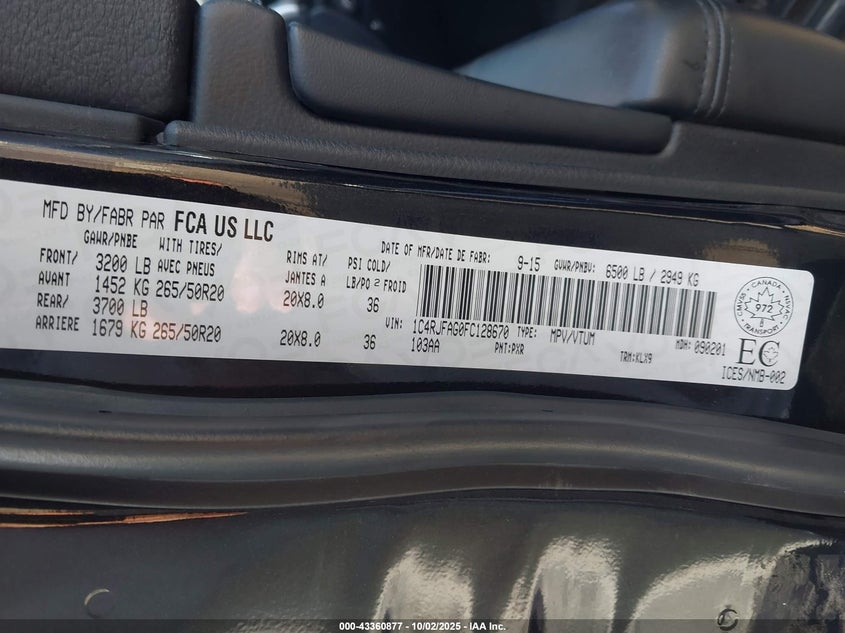 MFD BY/FABR PAR FCA US LLC
DATE OF MFR/DATE DE FABR: 9-15 GVWR/PNBV: 6500 LB / 2949 KG
GAWR/PNBE WITH TIRES/ RIMS AT/ PSI COLD/
FRONT/ 3200 LB AVEC PNEUS JANTES A LB/PO 2 FROID
AVANT 1452 KG 265/50R20 20X8.0 36
REAR/ 3700 LB
ARRIERE 1679 KG 265/50R20 20X8.0 36
VIN: 1C4RJFAG0FC128670 TYPE: MPV/VTUM MDH: 090201
103AA PNT:PXR TRM:KLX9
CMVSS CANADA NVSAC
972
TRANSPORT
EC
ICES/NMB-002
000-43360877 - 10/02/2025 - IAA Inc.